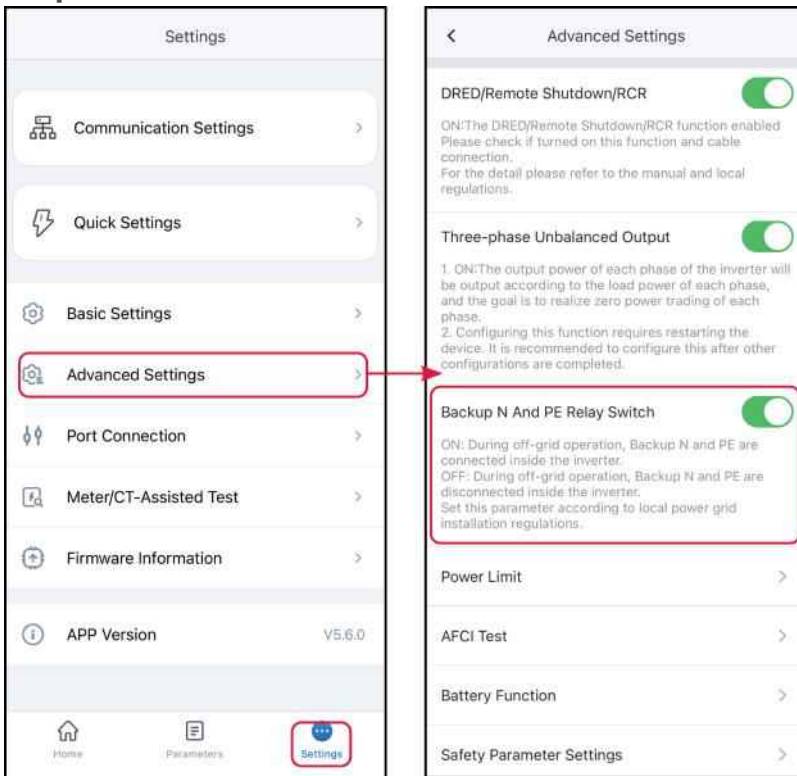 Settings
Communication Settings
Quick Settings
Basic Settings
Advanced Settings
Port Connection
Meter/CT-Assisted Test
Firmware Information
APP Version V5.6.0
Home Parameters Settings
Advanced Settings
DRED/Remote Shutdown/RCR
ON:The DRED/Remote Shutdown/RCR function enabled
Please check if turned on this function and cable
connection.
For the detail please refer to the manual and local
regulations.
Three-phase Unbalanced Output
1. ON:The output power of each phase of the inverter will
be output according to the load power of each phase,
and the goal is to realize zero power trading of each
phase.
2. Configuring this function requires restarting the
device. It is recommended to configure this after other
configurations are completed.
Backup N And PE Relay Switch
ON: During off-grid operation, Backup N and PE are
connected inside the inverter.
OFF: During off-grid operation, Backup N and PE are
disconnected inside the inverter.
Set this parameter according to local power grid
installation regulations.
Power Limit
AFCI Test
Battery Function
Safety Parameter Settings